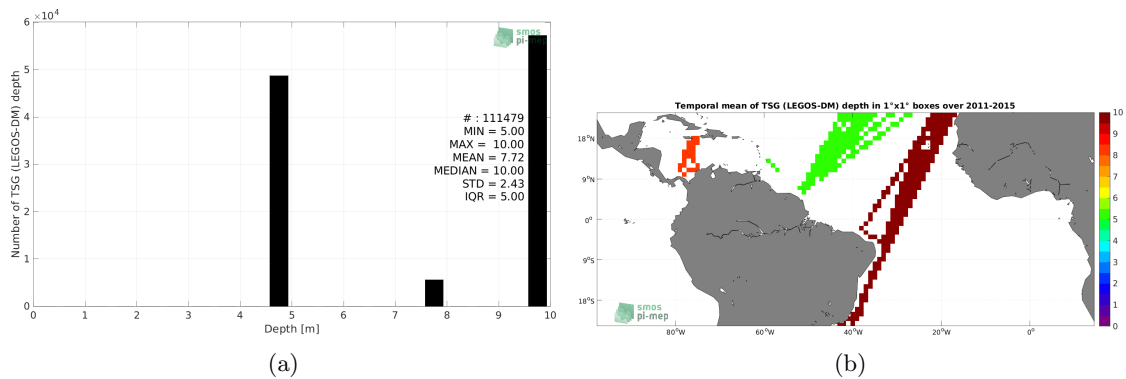 ×10⁴
6
5
4
3
2
1
0
Number of TSG (LEGOS-DM) depth
smos
pi-mep
# : 111479
MIN = 5.00
MAX = 10.00
MEAN = 7.72
MEDIAN = 10.00
STD = 2.43
IQR = 5.00
0 1 2 3 4 5 6 7 8 9 10
Depth [m]
(a)
Temporal mean of TSG (LEGOS-DM) depth in 1°x1° boxes over 2011-2015
18°N
9°N
0°
9°S
18°S
smos
pi-mep
80°W 60°W 40°W 20°W 0°
10
9
8
7
6
5
4
3
2
1
0
(b)